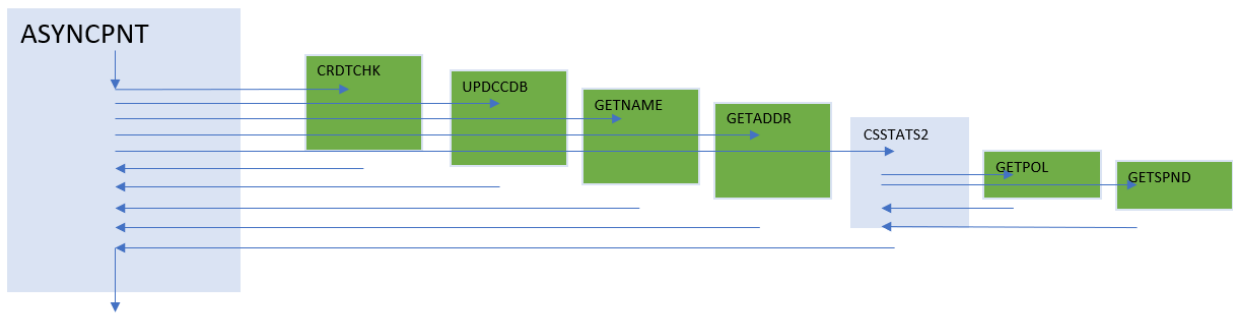 ASYNCPNT
CRDTCHK
UPDCCDB
GETNAME
GETADDR
CSSTATS2
GETPOL
GETSPND